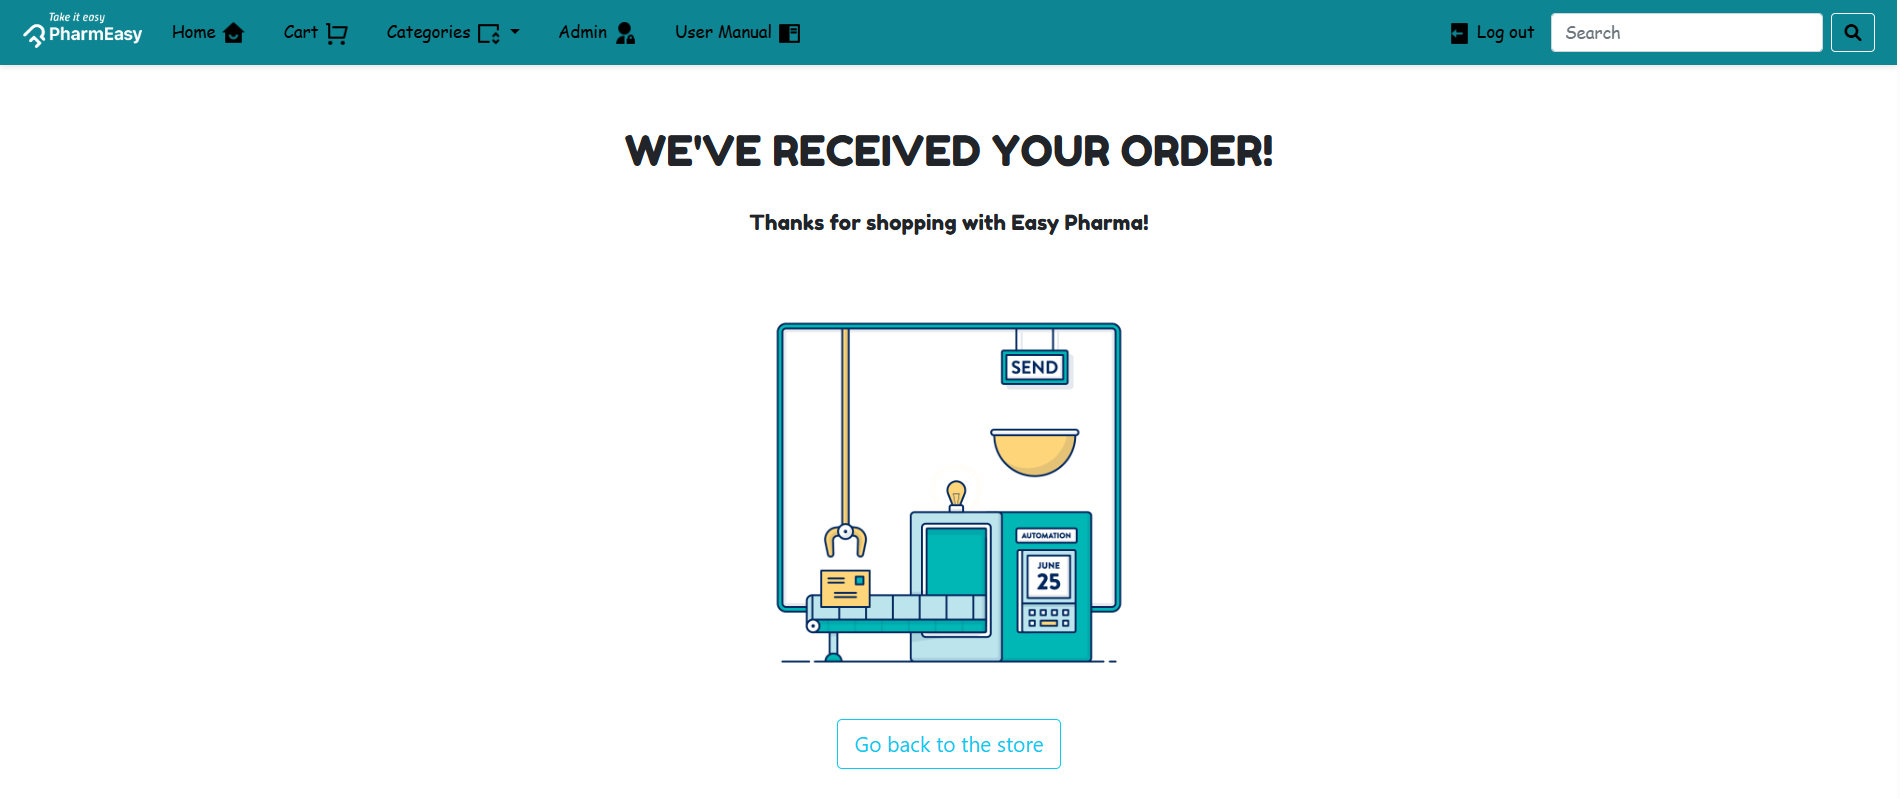 Take it easy
PharmEasy
Home
Cart
Categories
Admin
User Manual
Log out
Search
WE'VE RECEIVED YOUR ORDER!
Thanks for shopping with Easy Pharma!
SEND
AUTOMATION
JUNE
25
Go back to the store